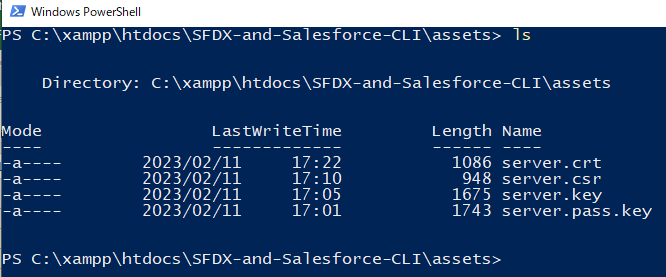 Windows PowerShell
PS C:\xampp\htdocs\SFDX-and-Salesforce-CLI\assets> ls
Directory: C:\xampp\htdocs\SFDX-and-Salesforce-CLI\assets
Mode                 LastWriteTime         Length Name
----                 -------------         ------ ----
-a----        2023/02/11     17:22           1086 server.crt
-a----        2023/02/11     17:10            948 server.csr
-a----        2023/02/11     17:05           1675 server.key
-a----        2023/02/11     17:01           1743 server.pass.key
PS C:\xampp\htdocs\SFDX-and-Salesforce-CLI\assets>